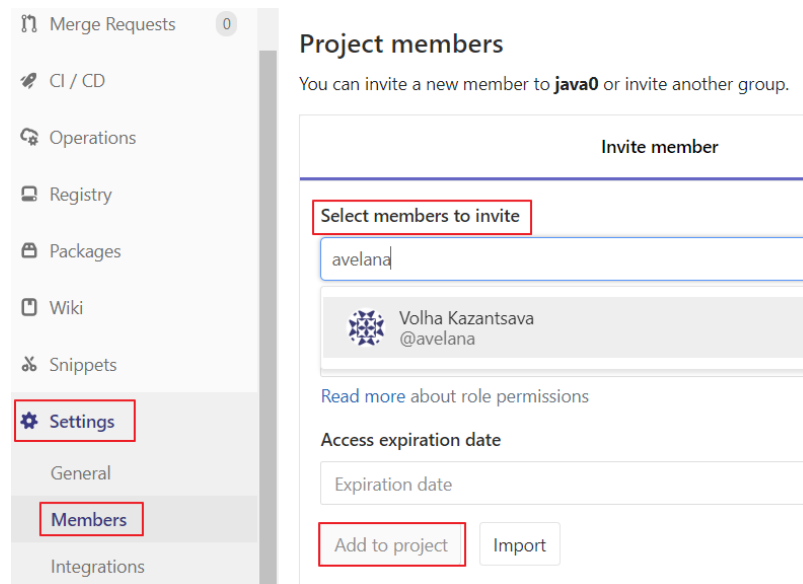 Merge Requests 0
CI / CD
Operations
Registry
Packages
Wiki
Snippets
Settings
General
Members
Integrations
Project members
You can invite a new member to java0 or invite another group.
Invite member
Select members to invite
avelana
Volha Kazantsava
@avelana
Read more about role permissions
Access expiration date
Expiration date
Add to project Import